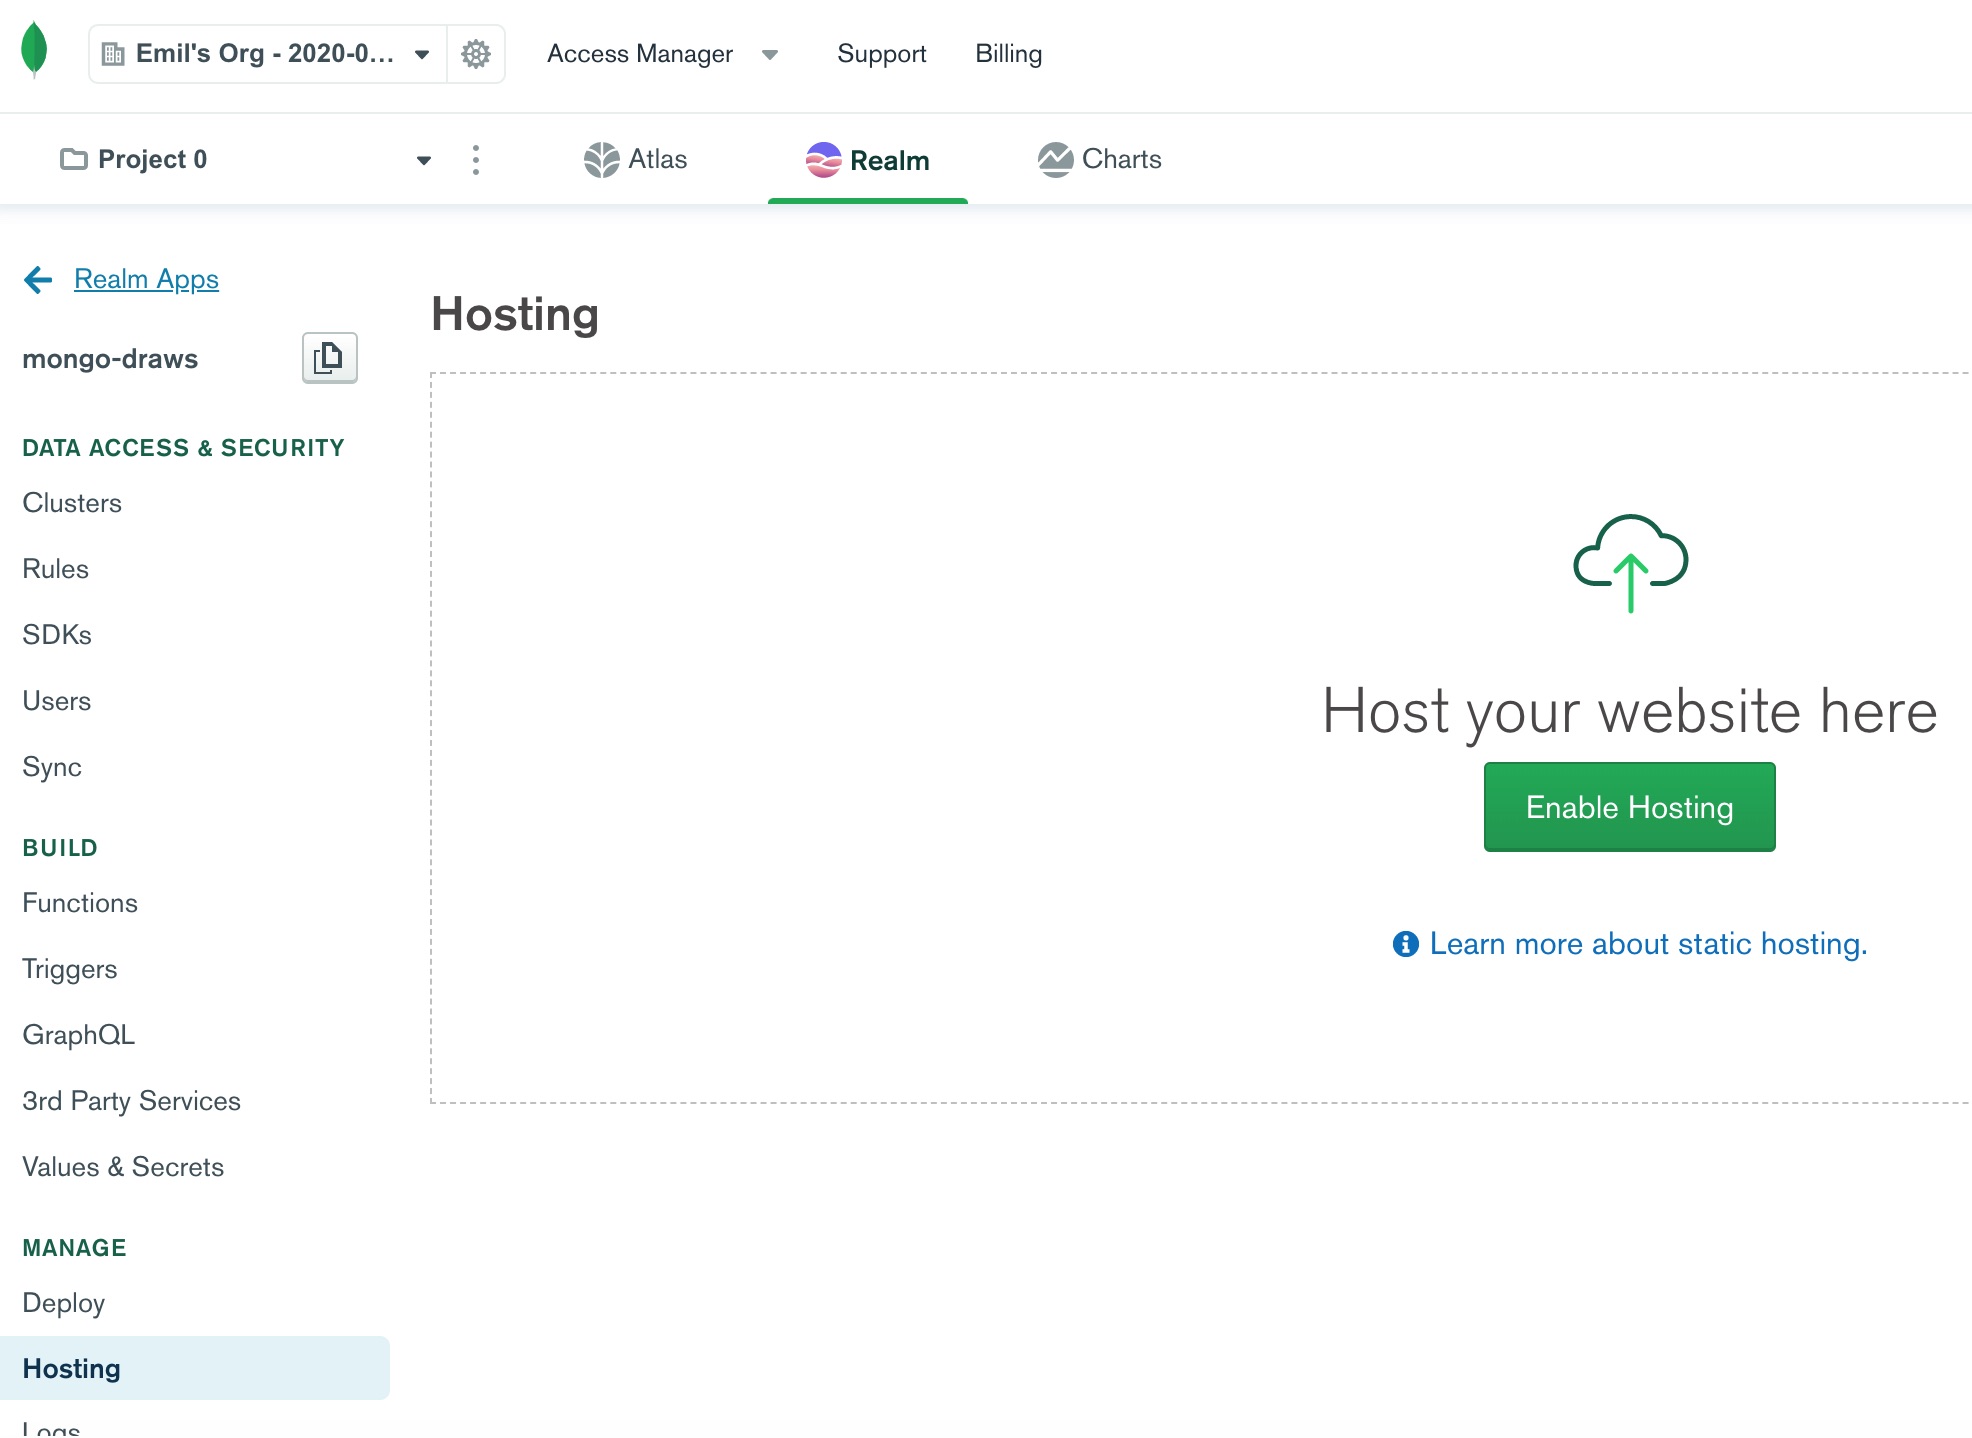 Emil's Org - 2020-0... Access Manager Support Billing
Project 0 Atlas Realm Charts
Realm Apps
mongo-draws
DATA ACCESS & SECURITY
Clusters
Rules
SDKs
Users
Sync
BUILD
Functions
Triggers
GraphQL
3rd Party Services
Values & Secrets
MANAGE
Deploy
Hosting
Logs
Hosting
Host your website here
Enable Hosting
Learn more about static hosting.